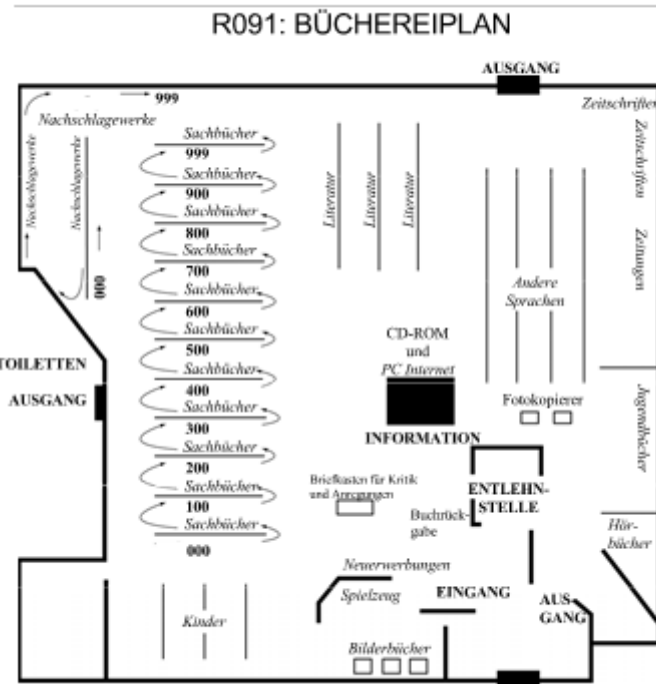 R091: BÜCHEREIPLAN
AUSGANG
999
Zeitschriften
Nachschlagewerke
Nachschlagewerke
Nachschlagewerke
000
Sachbücher
999
Sachbücher
900
Sachbücher
800
Sachbücher
700
Sachbücher
600
Sachbücher
500
Sachbücher
400
Sachbücher
300
Sachbücher
200
Sachbücher
100
Sachbücher
000
Literatur
Literatur
Literatur
Zeitschriften
Zeitungen
Andere
Sprachen
CD-ROM
und
PC Internet
INFORMATION
TOILETTEN
AUSGANG
Fotokopierer
Jugendbücher
Briefkasten für Kritik
und Anregungen
ENTLEHN-
STELLE
Buchrück-
gabe
Hör-
bücher
Neuerwerbungen
Spielzeug
EINGANG
AUS-
GANG
Kinder
Bilderbücher